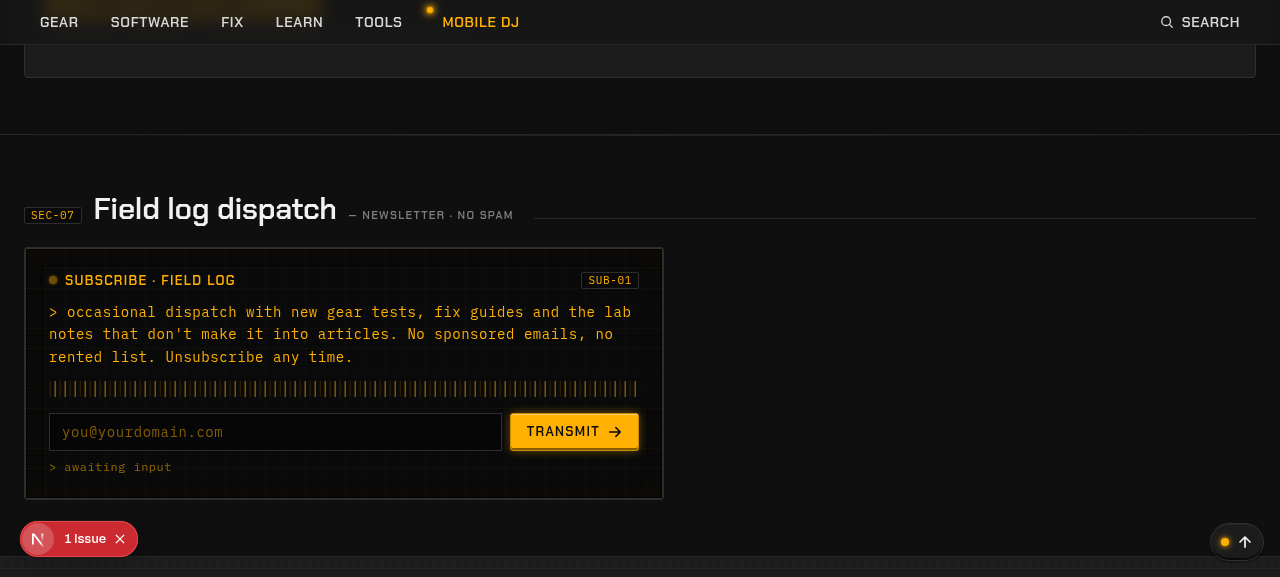 GEAR SOFTWARE FIX LEARN TOOLS MOBILE DJ SEARCH
SEC-07 Field log dispatch — NEWSLETTER · NO SPAM
SUBSCRIBE · FIELD LOG SUB-01
> occasional dispatch with new gear tests, fix guides and the lab
notes that don't make it into articles. No sponsored emails, no
rented list. Unsubscribe any time.
you@yourdomain.com TRANSMIT →
> awaiting input
N 1 Issue ×
↑